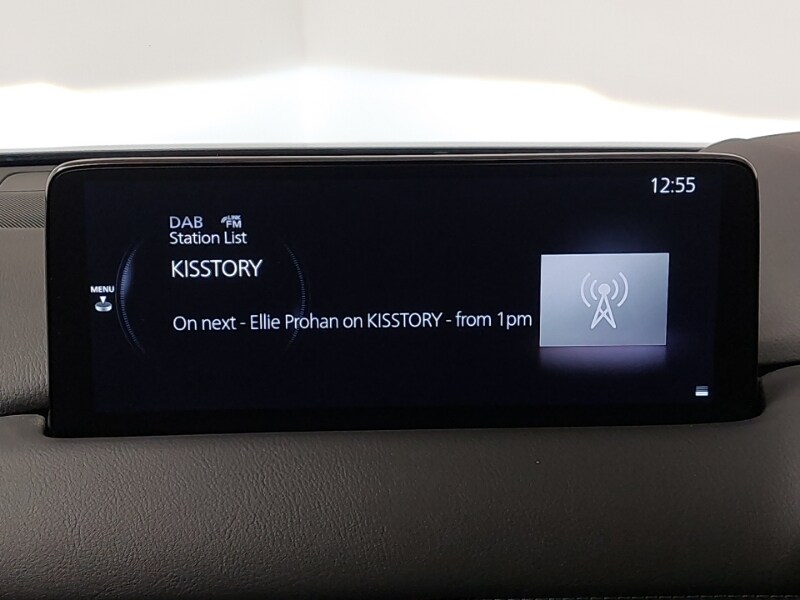 12:55
DAB LINK FM
Station List
KISSTORY
MENU
On next - Ellie Prohan on KISSTORY - from 1pm